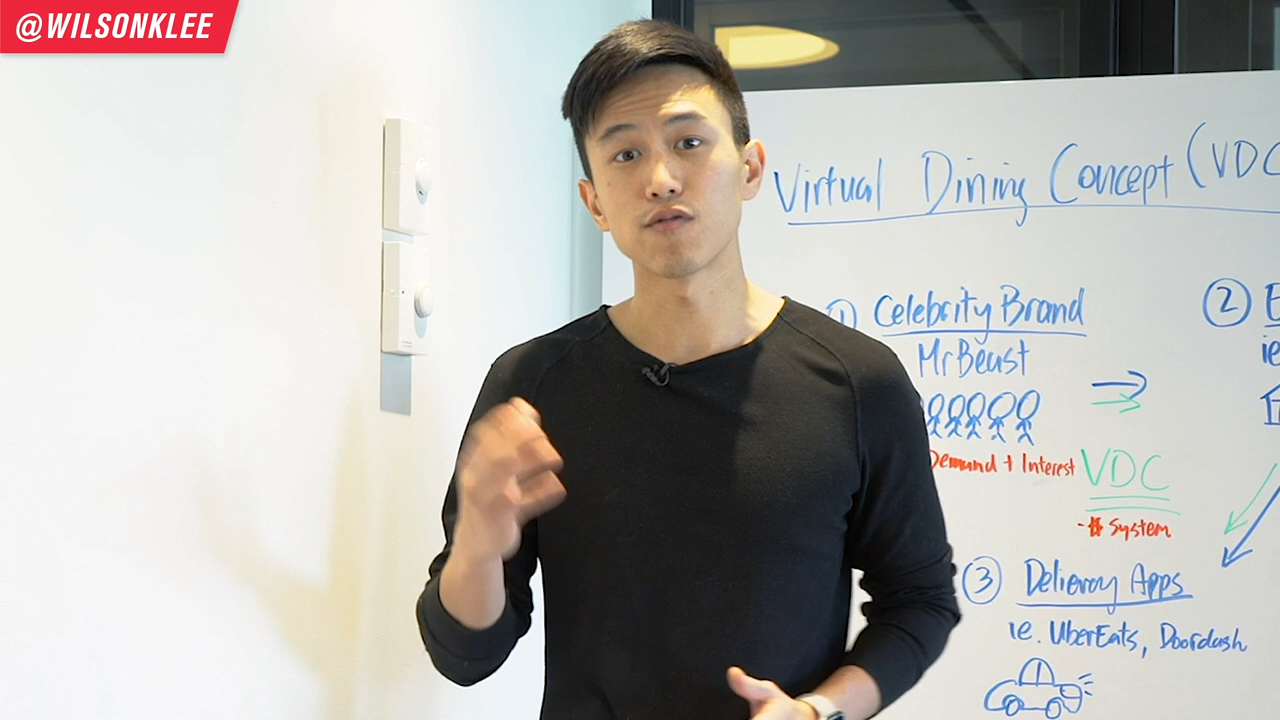 @WILSONKLEE
Virtual Dining Concept (VDC
① Celebrity Brand
MrBeast
Demand + Interest
VDC
- # System
②
ie
③ Delieroy Apps
ie. UberEats, Doordash